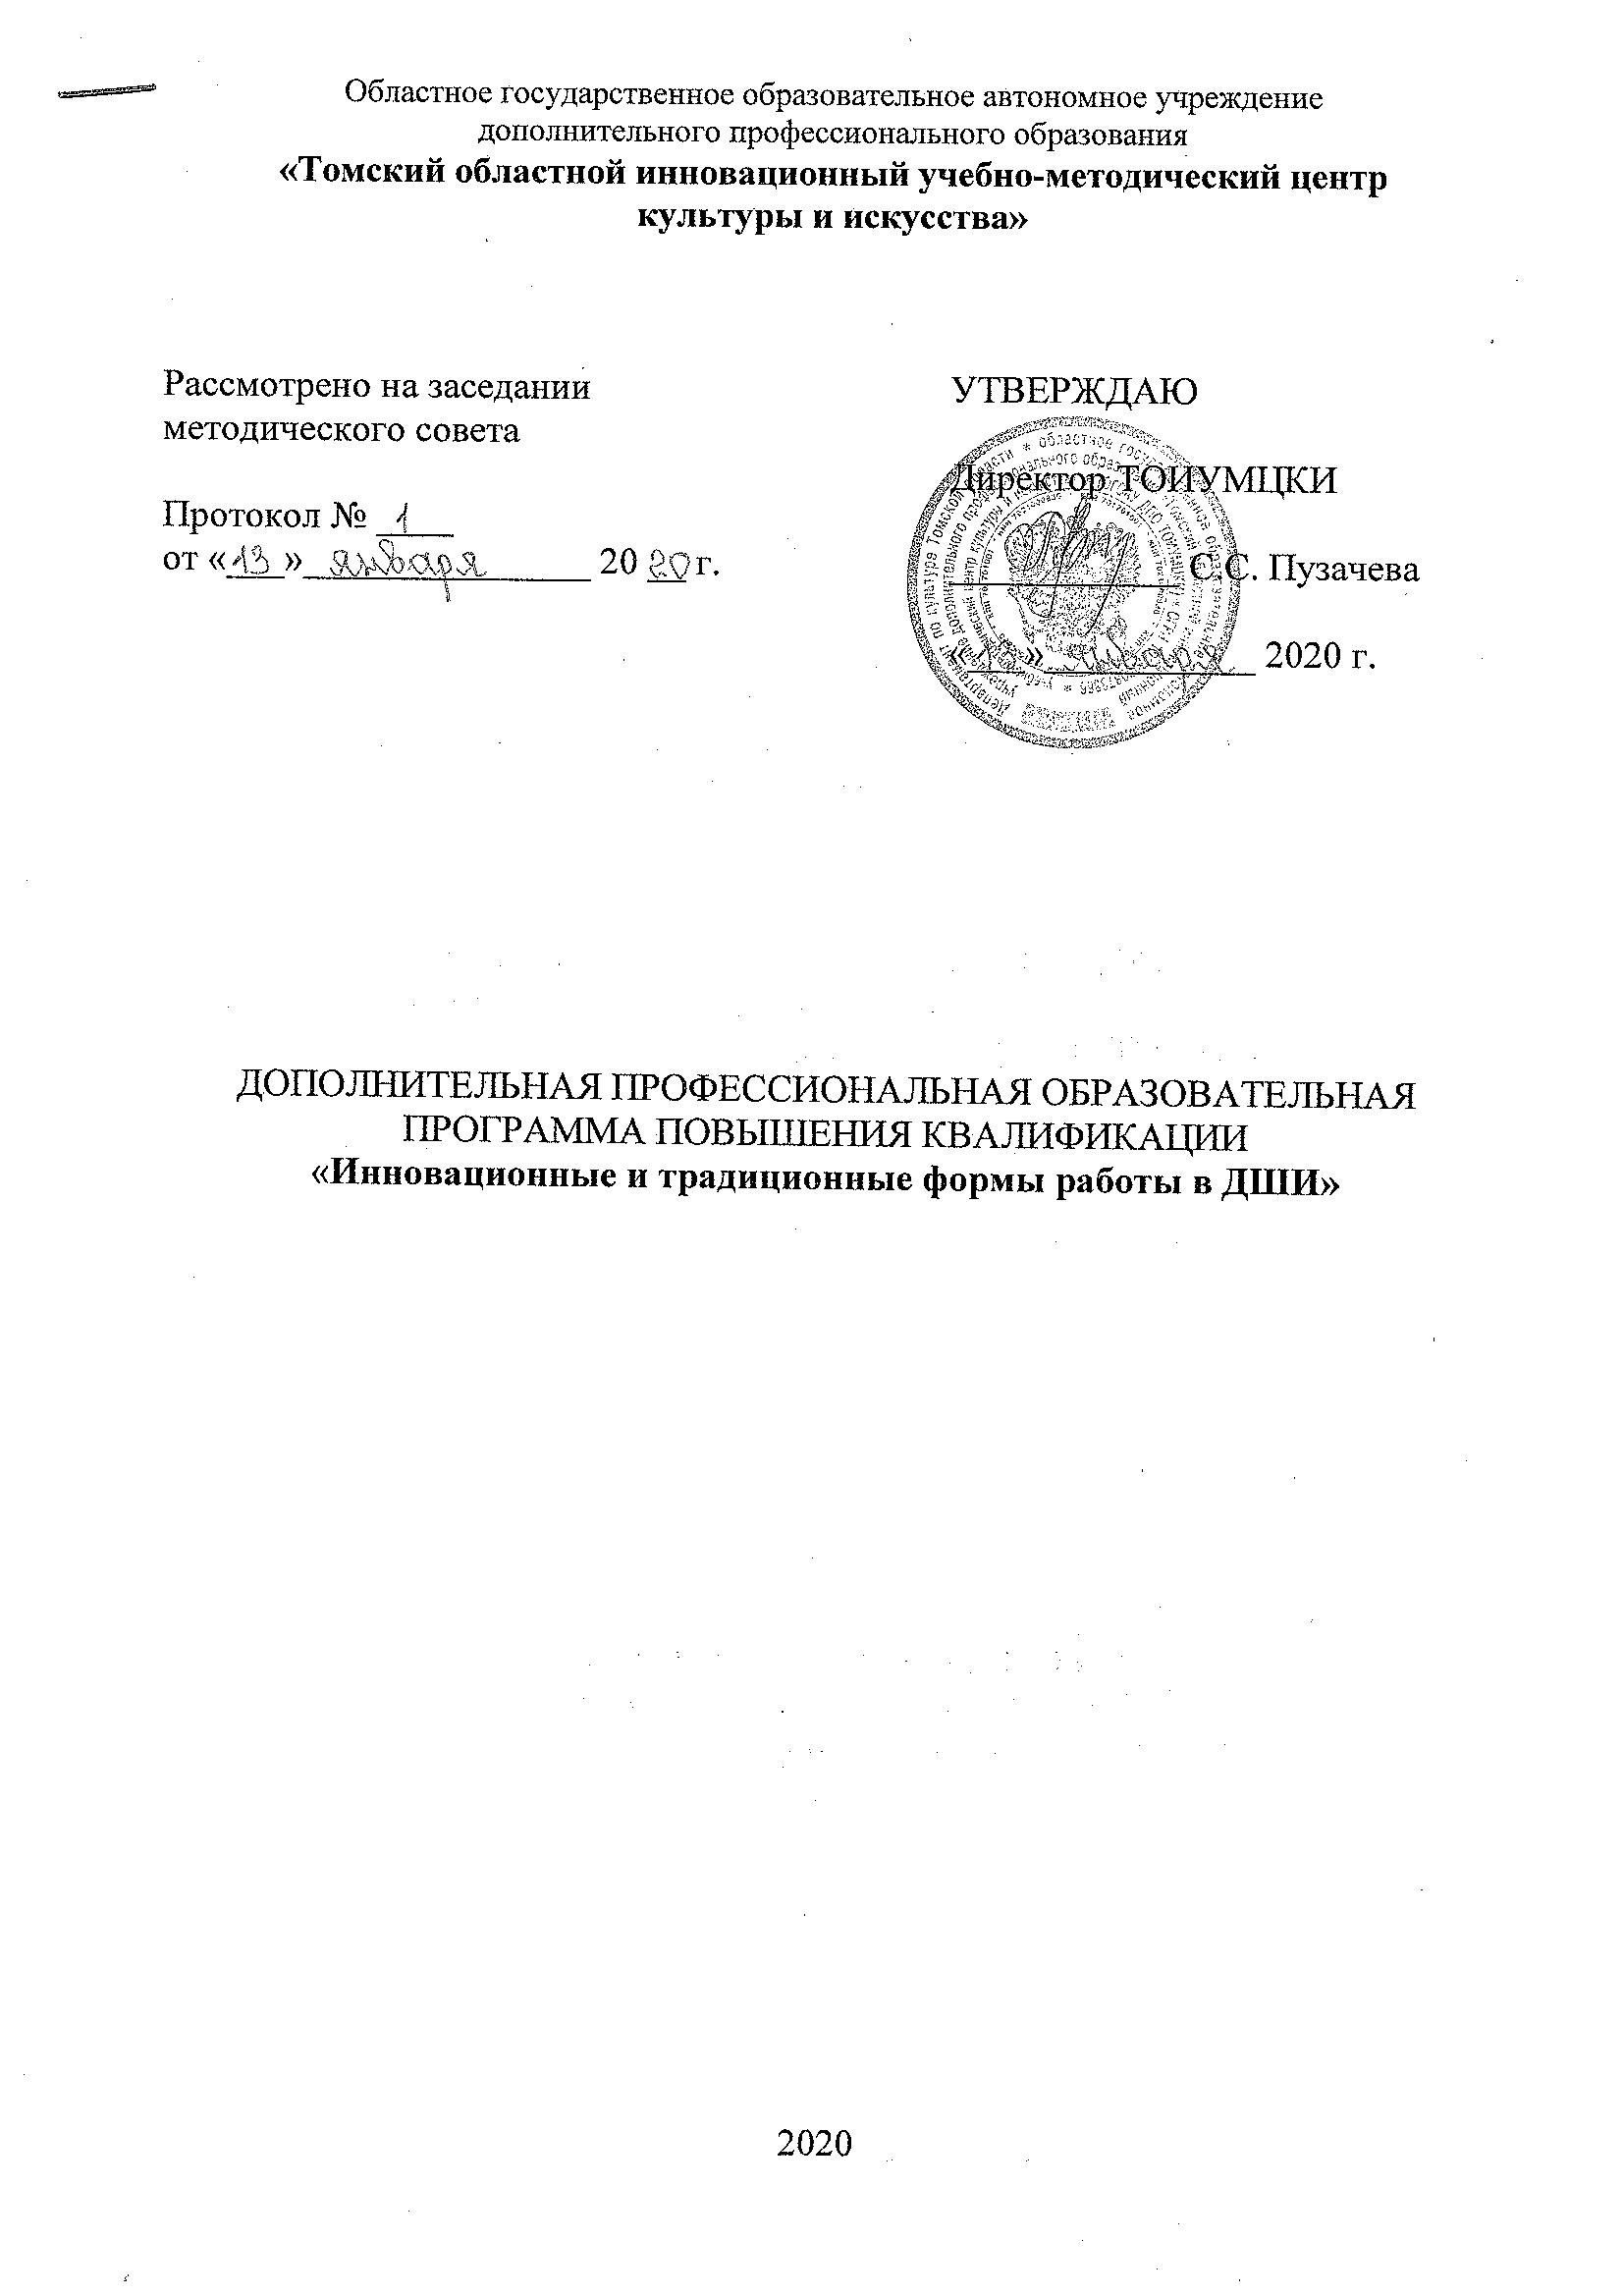 Областное государственное образовательное автономное учреждение
дополнительного профессионального образования
«Томский областной инновационный учебно-методический центр
культуры и искусства»
Рассмотрено на заседании
методического совета
Протокол № 1
от «13» января 2020 г.
УТВЕРЖДАЮ
Директор ТОИУМЦКИ
С.С. Пузачева
января 2020 г.
ДОПОЛНИТЕЛЬНАЯ ПРОФЕССИОНАЛЬНАЯ ОБРАЗОВАТЕЛЬНАЯ
ПРОГРАММА ПОВЫШЕНИЯ КВАЛИФИКАЦИИ
«Инновационные и традиционные формы работы в ДШИ»
2020